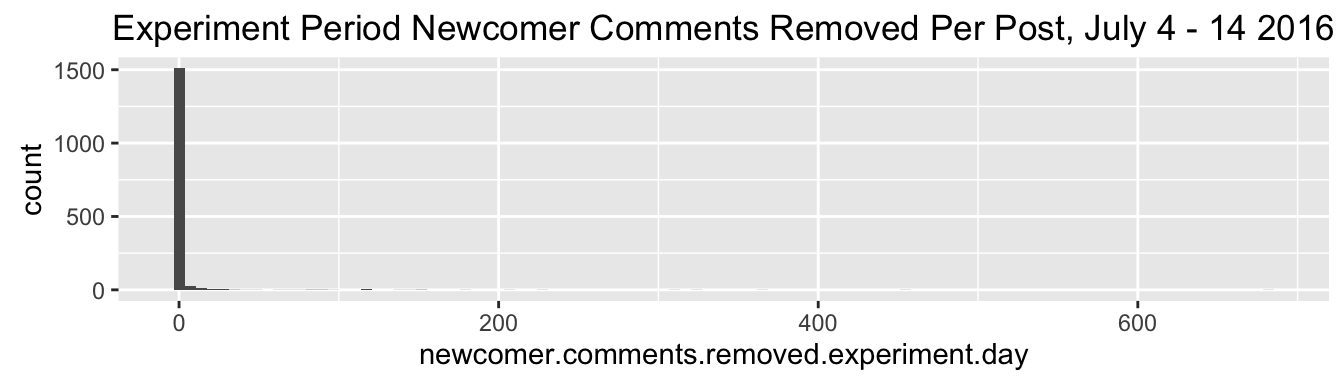 Experiment Period Newcomer Comments Removed Per Post, July 4 - 14 2016
1500
1000
500
0
count
0 200 400 600
newcomer.comments.removed.experiment.day